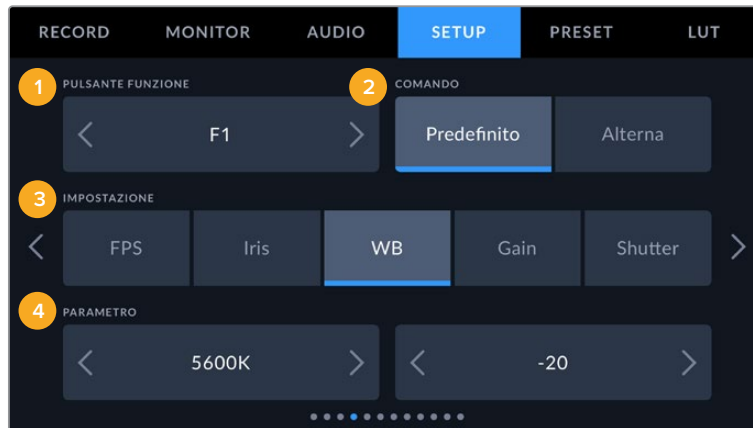 RECORD MONITOR AUDIO SETUP PRESET LUT
1 PULSANTE FUNZIONE 2 COMANDO
F1 Predefinito Alterna
3 IMPOSTAZIONE
FPS Iris WB Gain Shutter
4 PARAMETRO
5600K -20